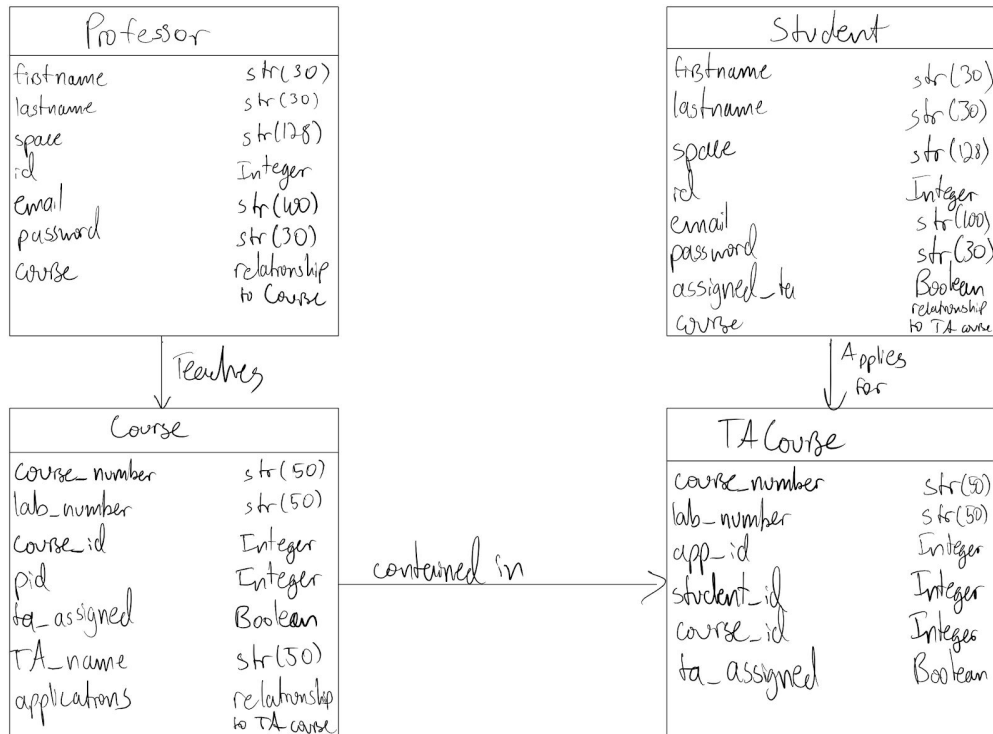 Professor
firstname str(30)
lastname str(30)
space str(128)
id Integer
email str(100)
password str(30)
course relationship
to Course
Teaches
Student
firstname str(30)
lastname str(30)
space str(128)
id Integer
email str(100)
password str(30)
assigned_ta Boolean
course relationship
to TA course
Applies
for
Course
course_number str(50)
lab_number str(50)
course_id Integer
pid Integer
ta_assigned Boolean
TA_name str(50)
applications relationship
to TA course
contained in
TA Course
course_number str(50)
lab_number str(50)
app_id Integer
student_id Integer
course_id Integer
ta_assigned Boolean